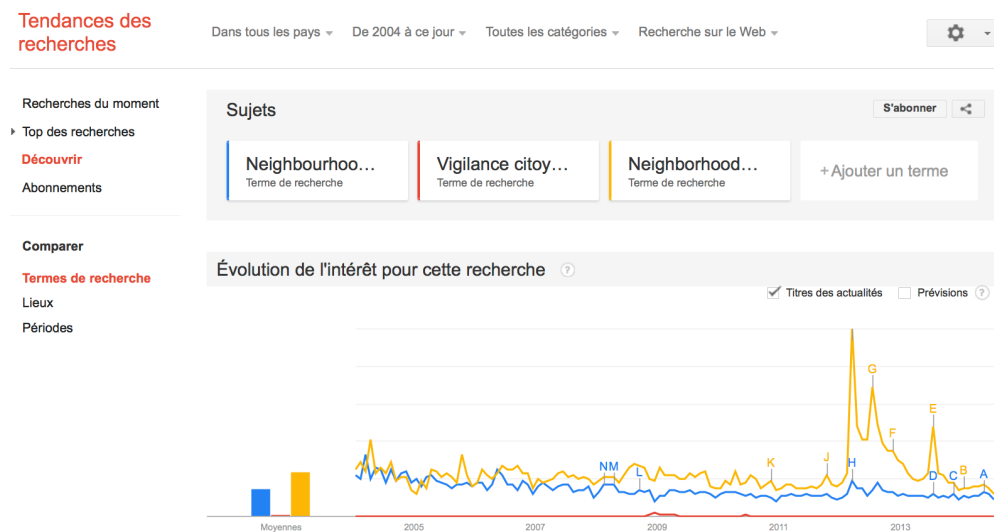 Tendances des
recherches
Dans tous les pays
De 2004 à ce jour
Toutes les catégories
Recherche sur le Web
Recherches du moment
Top des recherches
Découvrir
Abonnements
Comparer
Termes de recherche
Lieux
Périodes
Sujets
S'abonner
Neighbourhoo…
Terme de recherche
Vigilance citoy…
Terme de recherche
Neighborhood…
Terme de recherche
+Ajouter un terme
Évolution de l'intérêt pour cette recherche ?
Titres des actualités
Prévisions ?
G
E
F
N M L K J H D C B A
Moyennes
2005 2007 2009 2011 2013